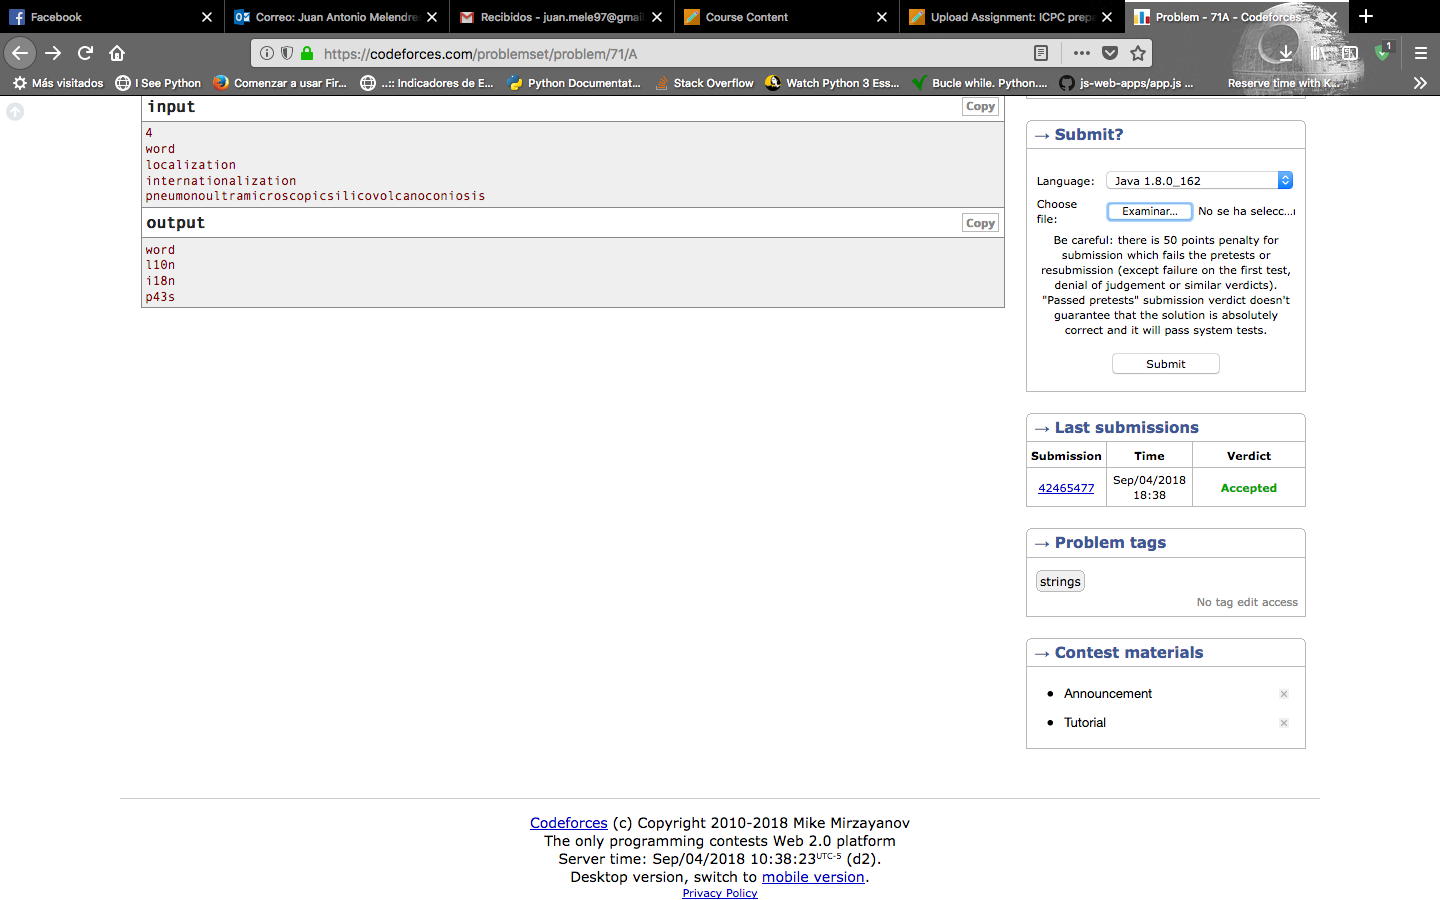 Facebook
Correo: Juan Antonio Melendre
Recibidos - juan.mele97@gmai
Course Content
Upload Assignment: ICPC prepa
Problem - 71A - Codeforces
https://codeforces.com/problemset/problem/71/A
1
Más visitados
I See Python
Comenzar a usar Fir...
..:: Indicadores de E...
Python Documentat...
Stack Overflow
Watch Python 3 Ess...
Bucle while. Python....
js-web-apps/app.js ...
Reserve time with K...
input
Copy
4
word
localization
internationalization
pneumonoultramicroscopicsilicovolcanoconiosis
output
Copy
word
l10n
i18n
p43s
→ Submit?
Language:
Java 1.8.0_162
Choose
file:
Examinar...
No se ha selecc...ı
Be careful: there is 50 points penalty for
submission which fails the pretests or
resubmission (except failure on the first test,
denial of judgement or similar verdicts).
"Passed pretests" submission verdict doesn't
guarantee that the solution is absolutely
correct and it will pass system tests.
Submit
→ Last submissions
Submission Time Verdict
42465477 Sep/04/2018 18:38 Accepted
→ Problem tags
strings
No tag edit access
→ Contest materials
Announcement
Tutorial
Codeforces (c) Copyright 2010-2018 Mike Mirzayanov
The only programming contests Web 2.0 platform
Server time: Sep/04/2018 10:38:23UTC-5 (d2).
Desktop version, switch to mobile version.
Privacy Policy